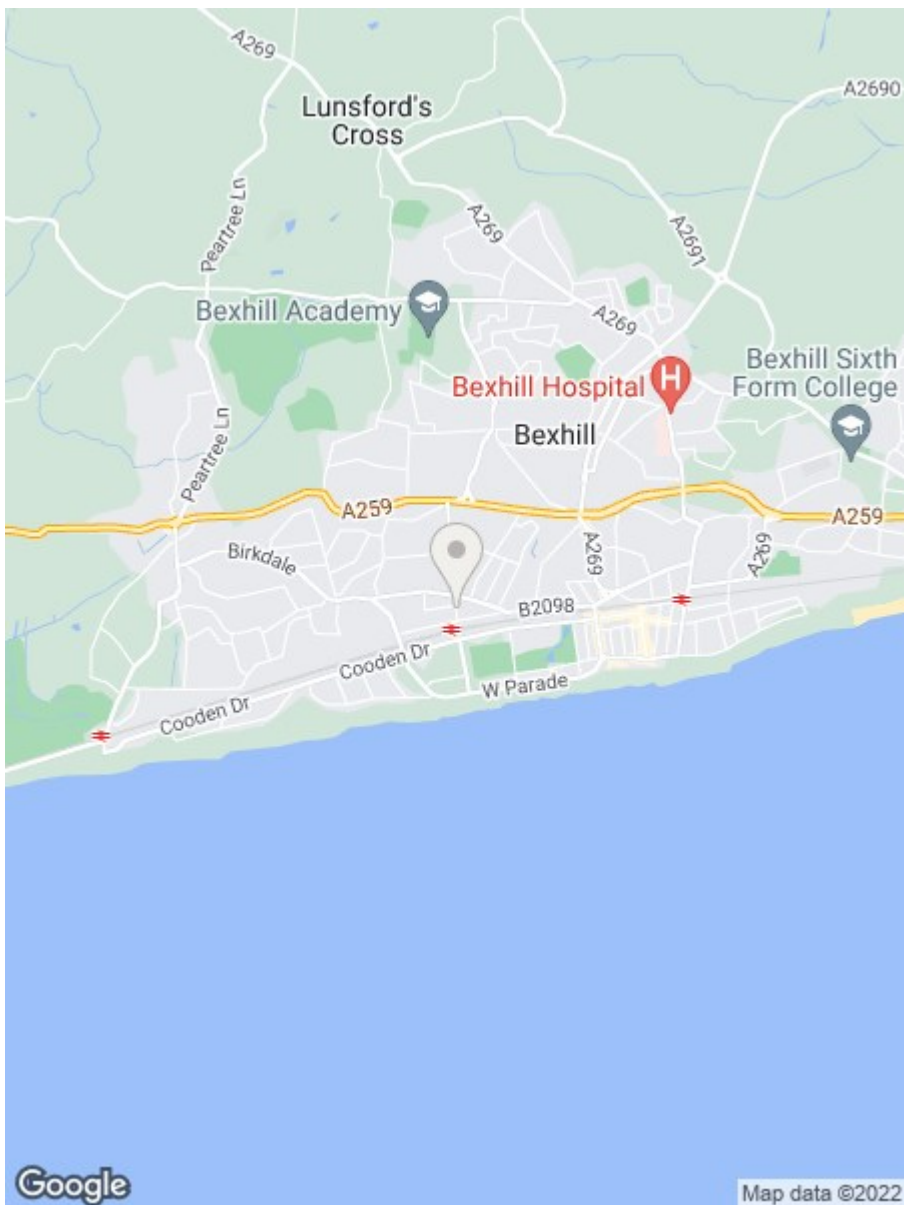 A269
A2690
Lunsford's
Cross
Peartree Ln
A269
A2691
Bexhill Academy
A269
Bexhill Sixth
Form College
Bexhill Hospital
H
Bexhill
Peartree Ln
A259
A259
Birkdale
A269
A269
B2098
Cooden Dr
W Parade
Cooden Dr
Google
Map data ©2022